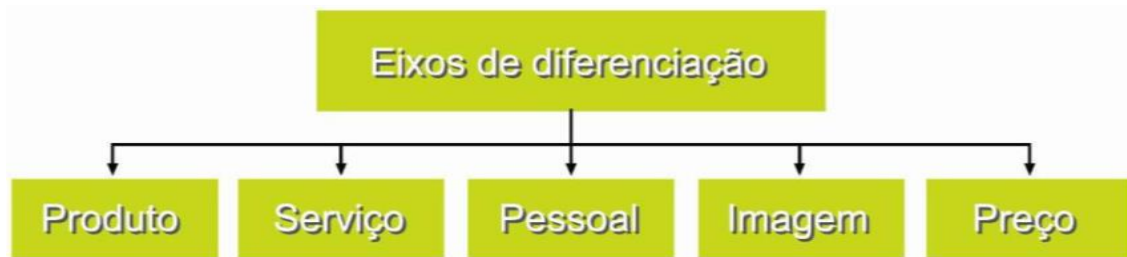 Eixos de diferenciação
Produto
Serviço
Pessoal
Imagem
Preço